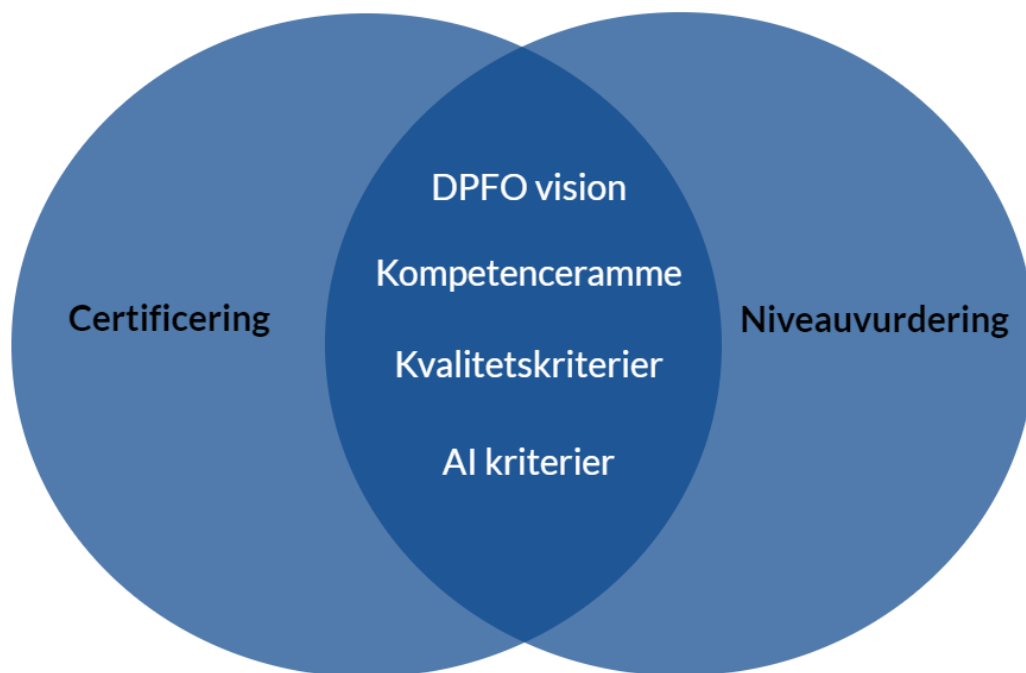 DPFO vision
Kompetenceramme
Certificering
Niveauvurdering
Kvalitetskriterier
AI kriterier